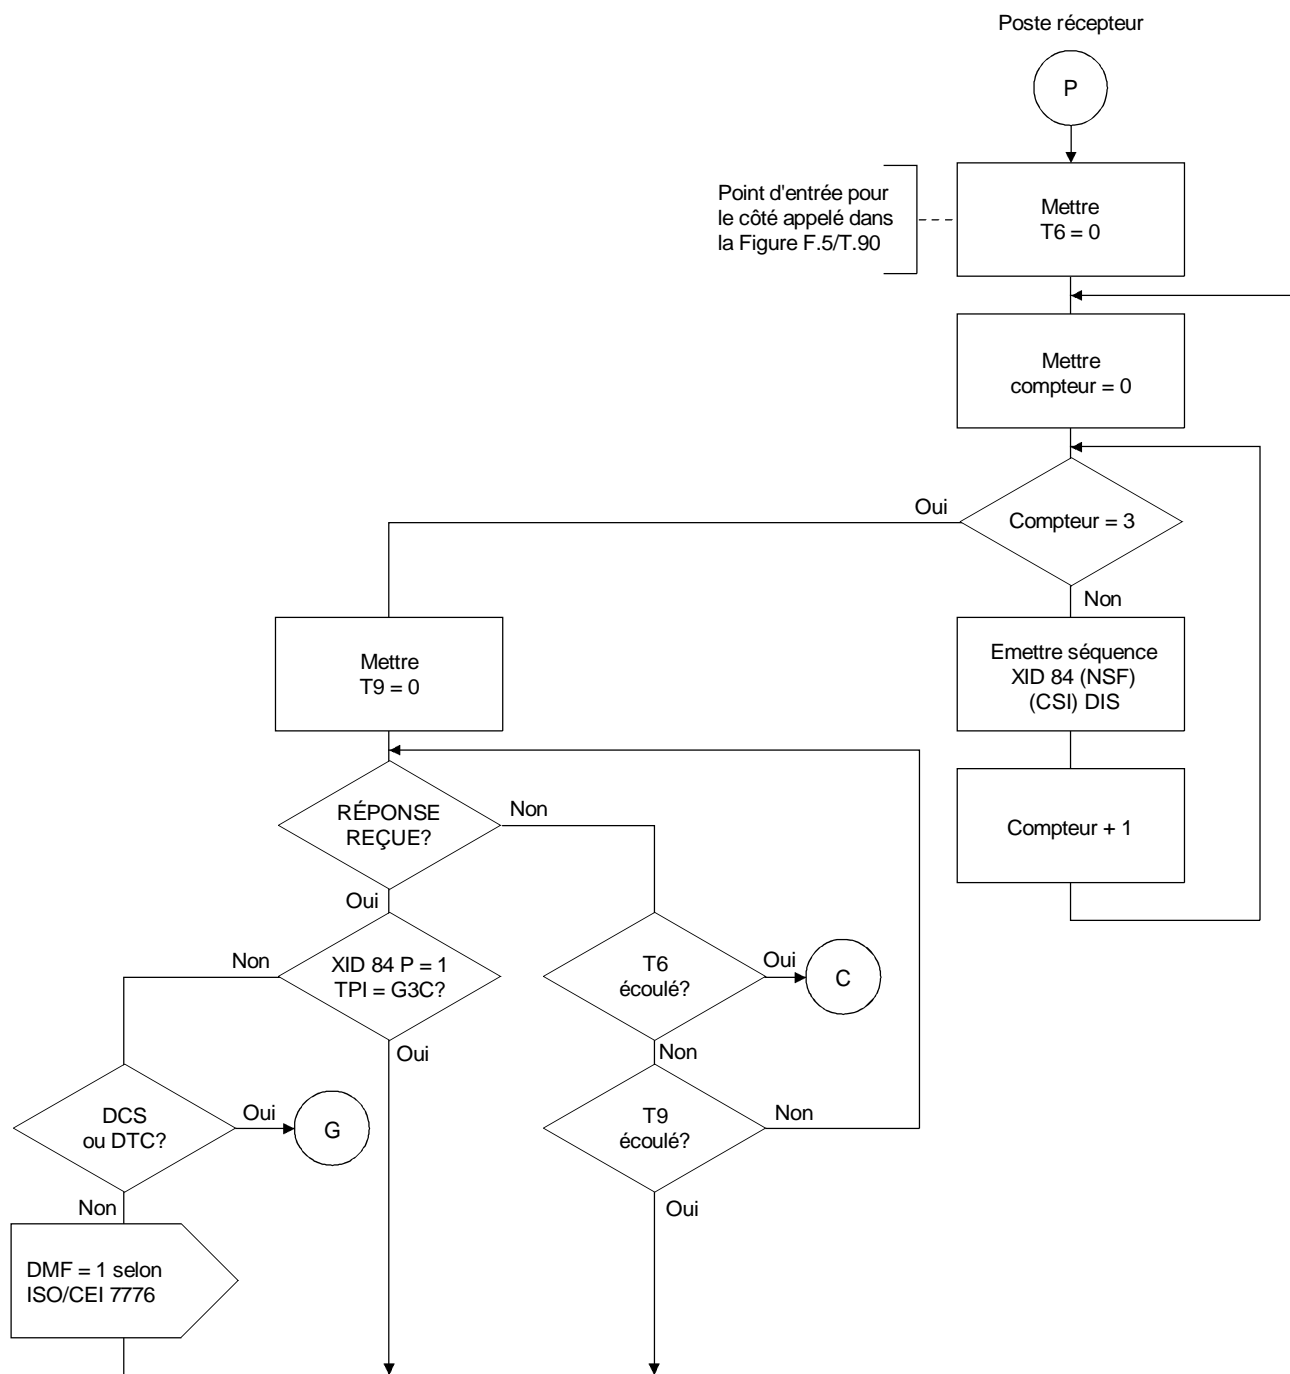 Poste récepteur
P
Point d'entrée pour
le côté appelé dans
la Figure F.5/T.90
Mettre
T6 = 0
Mettre
compteur = 0
Oui
Compteur = 3
Non
Mettre
T9 = 0
Emettre séquence
XID 84 (NSF)
(CSI) DIS
Compteur + 1
RÉPONSE
REÇUE?
Non
Oui
Non
XID 84 P = 1
TPI = G3C?
Oui
T6
écoulé?
Oui
C
Non
DCS
ou DTC?
Oui
G
T9
écoulé?
Non
Non
Oui
DMF = 1 selon
ISO/CEI 7776